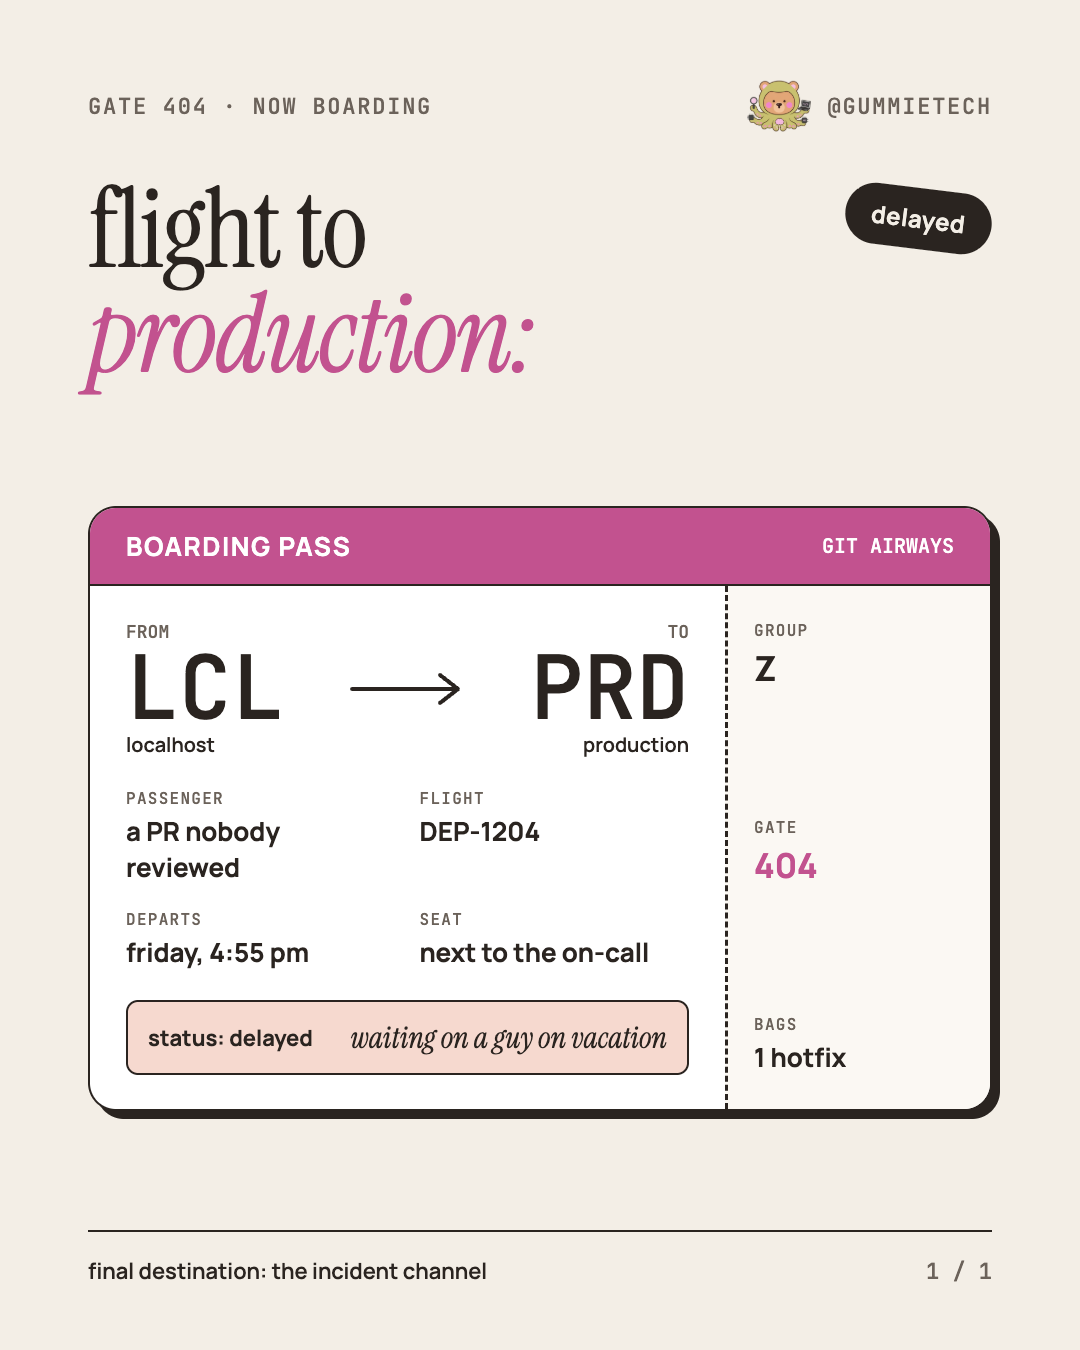 GATE 404 · NOW BOARDING
@GUMMIETECH
flight to
production:
delayed
BOARDING PASS
GIT AIRWAYS
FROM
TO
LCL
PRD
localhost
production
PASSENGER
a PR nobody
reviewed
FLIGHT
DEP-1204
DEPARTS
friday, 4:55 pm
SEAT
next to the on-call
status: delayed
waiting on a guy on vacation
GROUP
Z
GATE
404
BAGS
1 hotfix
final destination: the incident channel
1 / 1